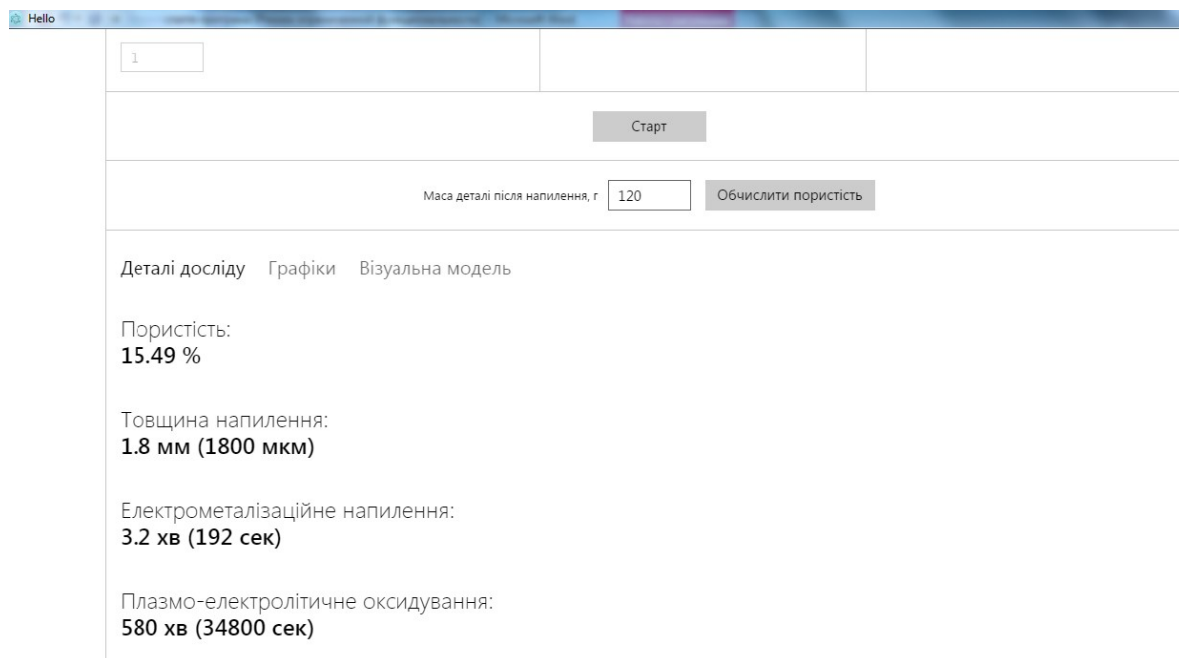 Hello
1
Старт
Маса деталі після напилення, г 120 Обчислити пористість
Деталі досліду Графіки Візуальна модель
Пористість:
15.49 %
Товщина напилення:
1.8 мм (1800 мкм)
Електрометалізаційне напилення:
3.2 хв (192 сек)
Плазмо-електролітичне оксидування:
580 хв (34800 сек)